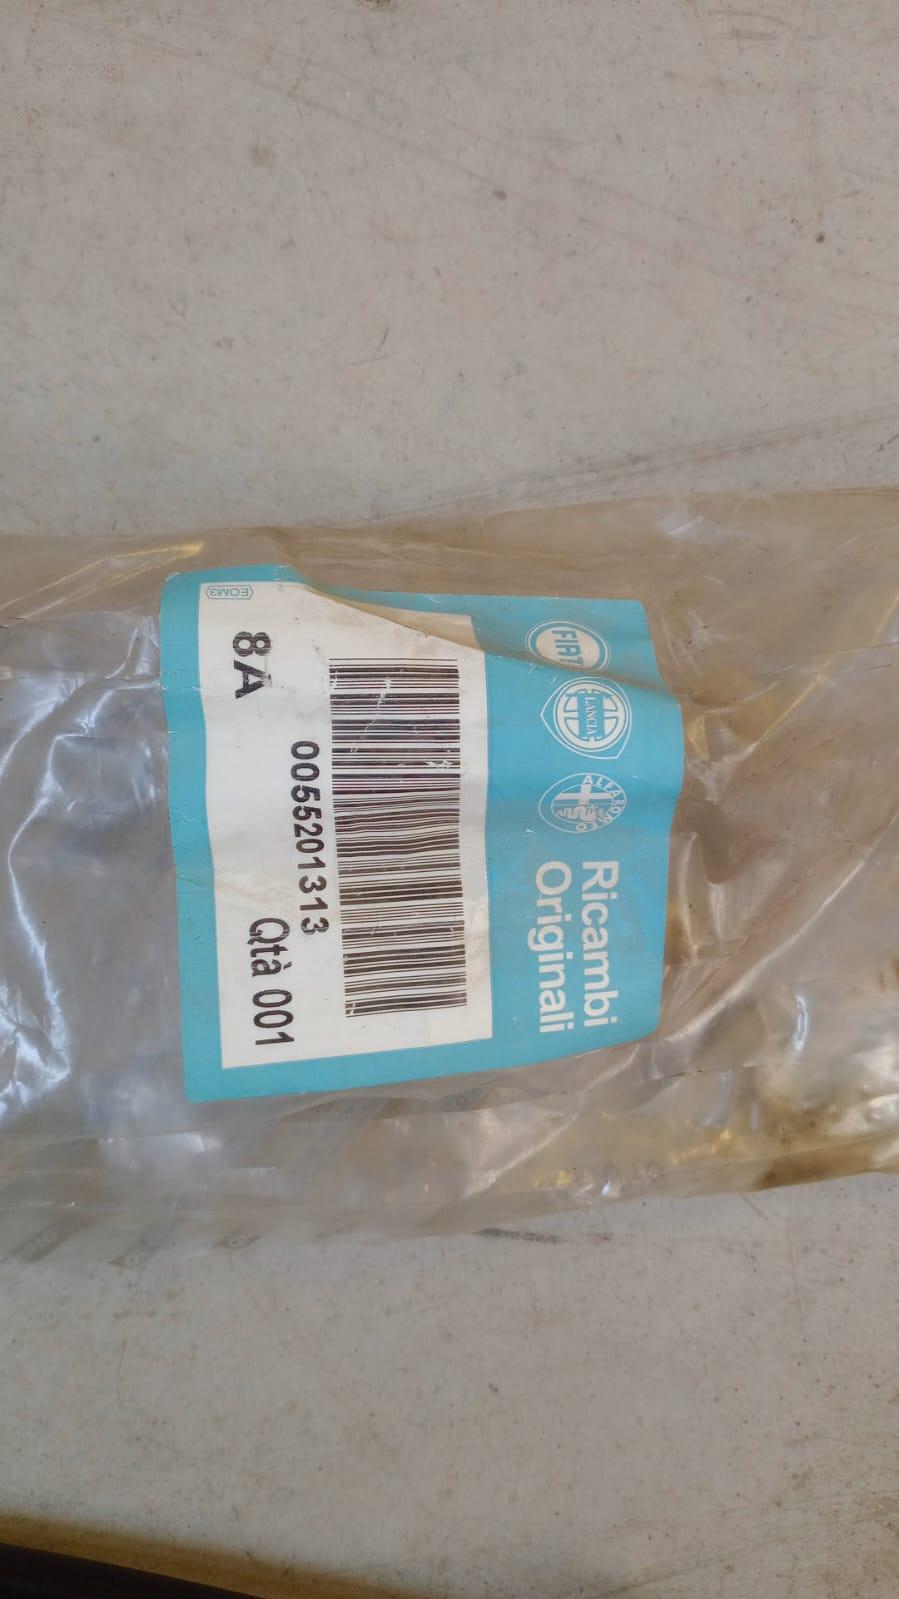 FIAT
LANCIA
ALFA ROMEO
Ricambi
Originali
0055201313
8A
Qtà 001
EOM3